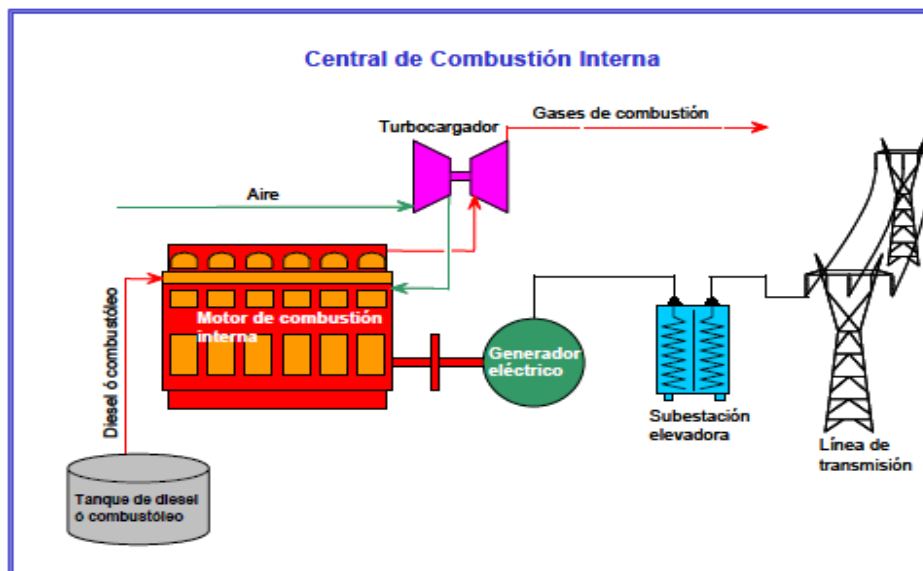 Central de Combustión Interna
Gases de combustión
Turbocargador
Aire
Diesel ó combustóleo
Motor de combustión
interna
Generador
eléctrico
Subestación
elevadora
Línea de
transmisión
Tanque de diesel
ó combustóleo